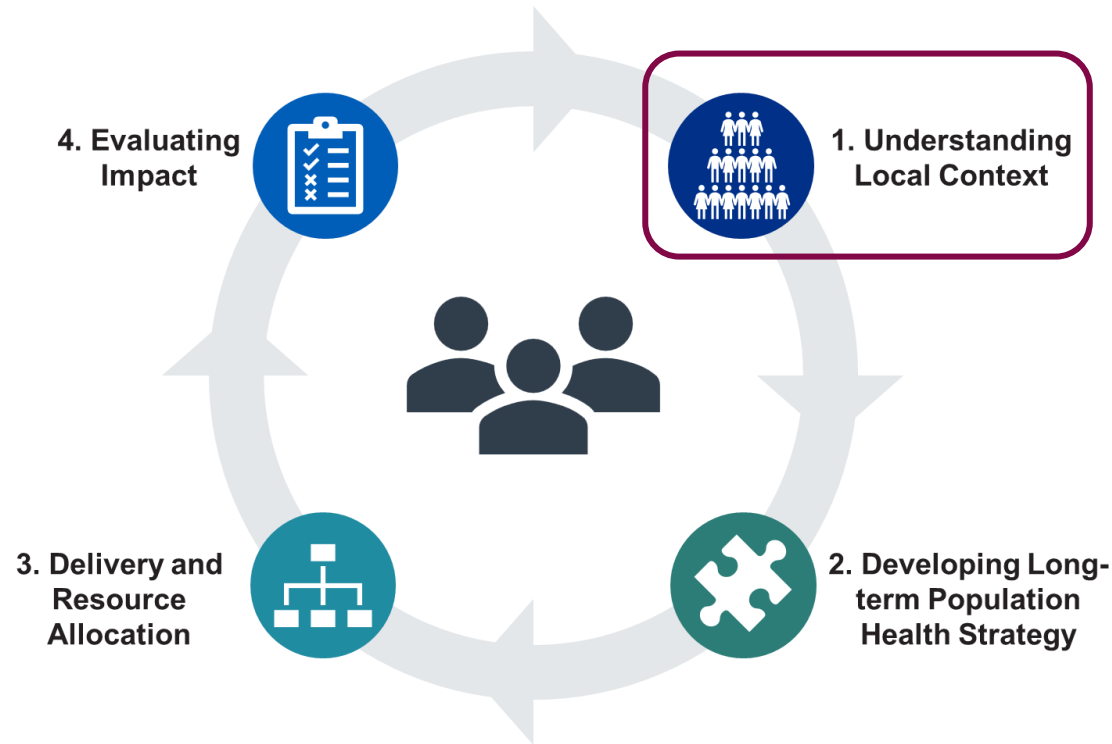 1. Understanding
Local Context
2. Developing Long-
term Population
Health Strategy
3. Delivery and
Resource
Allocation
4. Evaluating
Impact